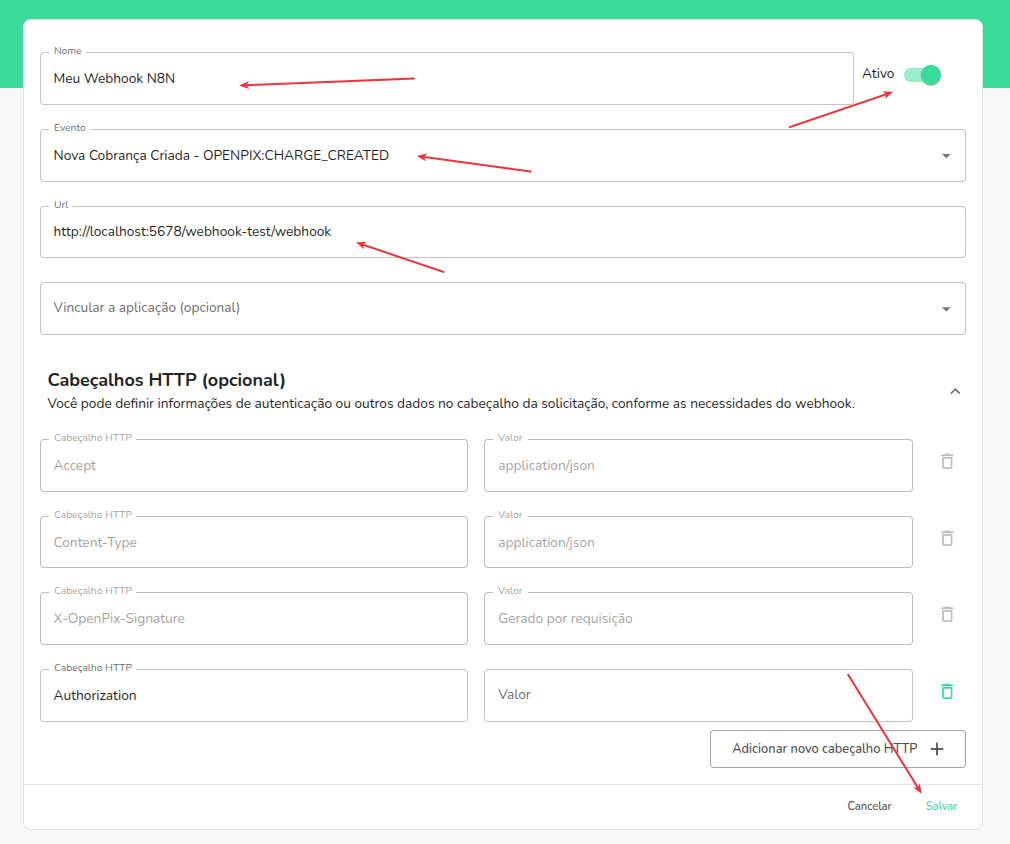 Nome
Meu Webhook N8N
Ativo
Evento
Nova Cobrança Criada - OPENPIX:CHARGE_CREATED
Url
http://localhost:5678/webhook-test/webhook
Vincular a aplicação (opcional)
Cabeçalhos HTTP (opcional)
Você pode definir informações de autenticação ou outros dados no cabeçalho da solicitação, conforme as necessidades do webhook.
Cabeçalho HTTP
Accept
Valor
application/json
Cabeçalho HTTP
Content-Type
Valor
application/json
Cabeçalho HTTP
X-OpenPix-Signature
Valor
Gerado por requisição
Cabeçalho HTTP
Authorization
Valor
Adicionar novo cabeçalho HTTP
Cancelar
Salvar